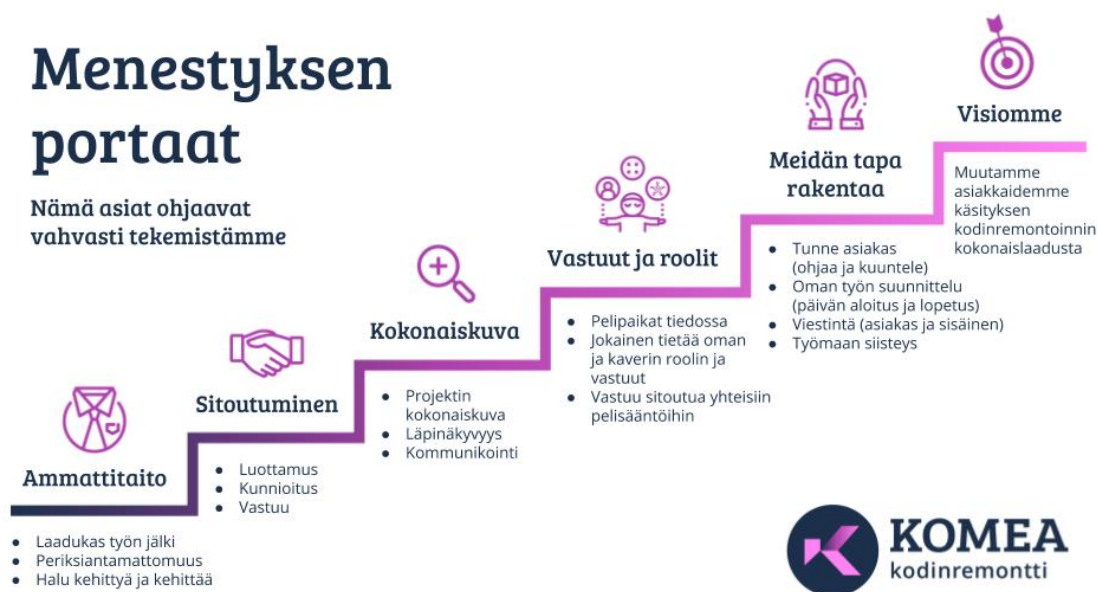 Menestyksen
portaat
Nämä asiat ohjaavat
vahvasti tekemistämme
Ammattitaito
● Laadukas työn jälki
● Periksiantamattomuus
● Halu kehittyä ja kehittää
Sitoutuminen
● Luottamus
● Kunnioitus
● Vastuu
Kokonaiskuva
● Projektin
kokonaiskuva
● Läpinäkyvyys
● Kommunikointi
Vastuut ja roolit
● Pelipaikat tiedossa
● Jokainen tietää oman
ja kaverin roolin ja
vastuut
● Vastuu sitoutua yhteisiin
pelisääntöihin
Meidän tapa
rakentaa
● Tunne asiakas
(ohjaa ja kuuntele)
● Oman työn suunnittelu
(päivän aloitus ja lopetus)
● Viestintä (asiakas ja sisäinen)
● Työmaan siisteys
Visiomme
Muutamme
asiakkaidemme
käsityksen
kodinremontoinnin
kokonaislaadusta
KOMEA
kodinremontti